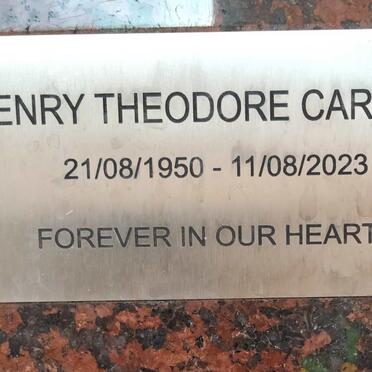 ENRY THEODORE CAR
21/08/1950 - 11/08/2023
FOREVER IN OUR HEART